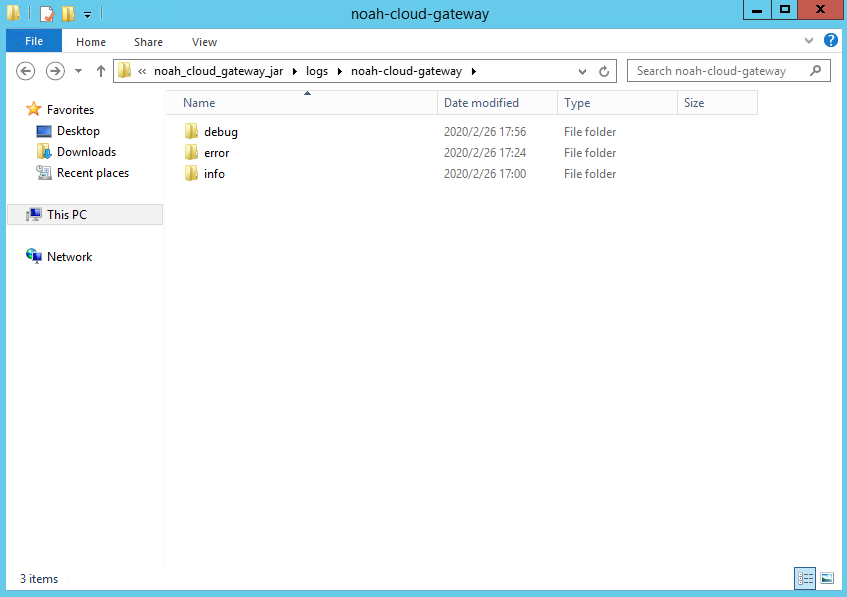 noah-cloud-gateway
File Home Share View
« noah_cloud_gateway_jar logs noah-cloud-gateway Search noah-cloud-gateway
Name Date modified Type Size
Favorites
Desktop
Downloads
Recent places
This PC
Network
debug 2020/2/26 17:56 File folder
error 2020/2/26 17:24 File folder
info 2020/2/26 17:00 File folder
3 items